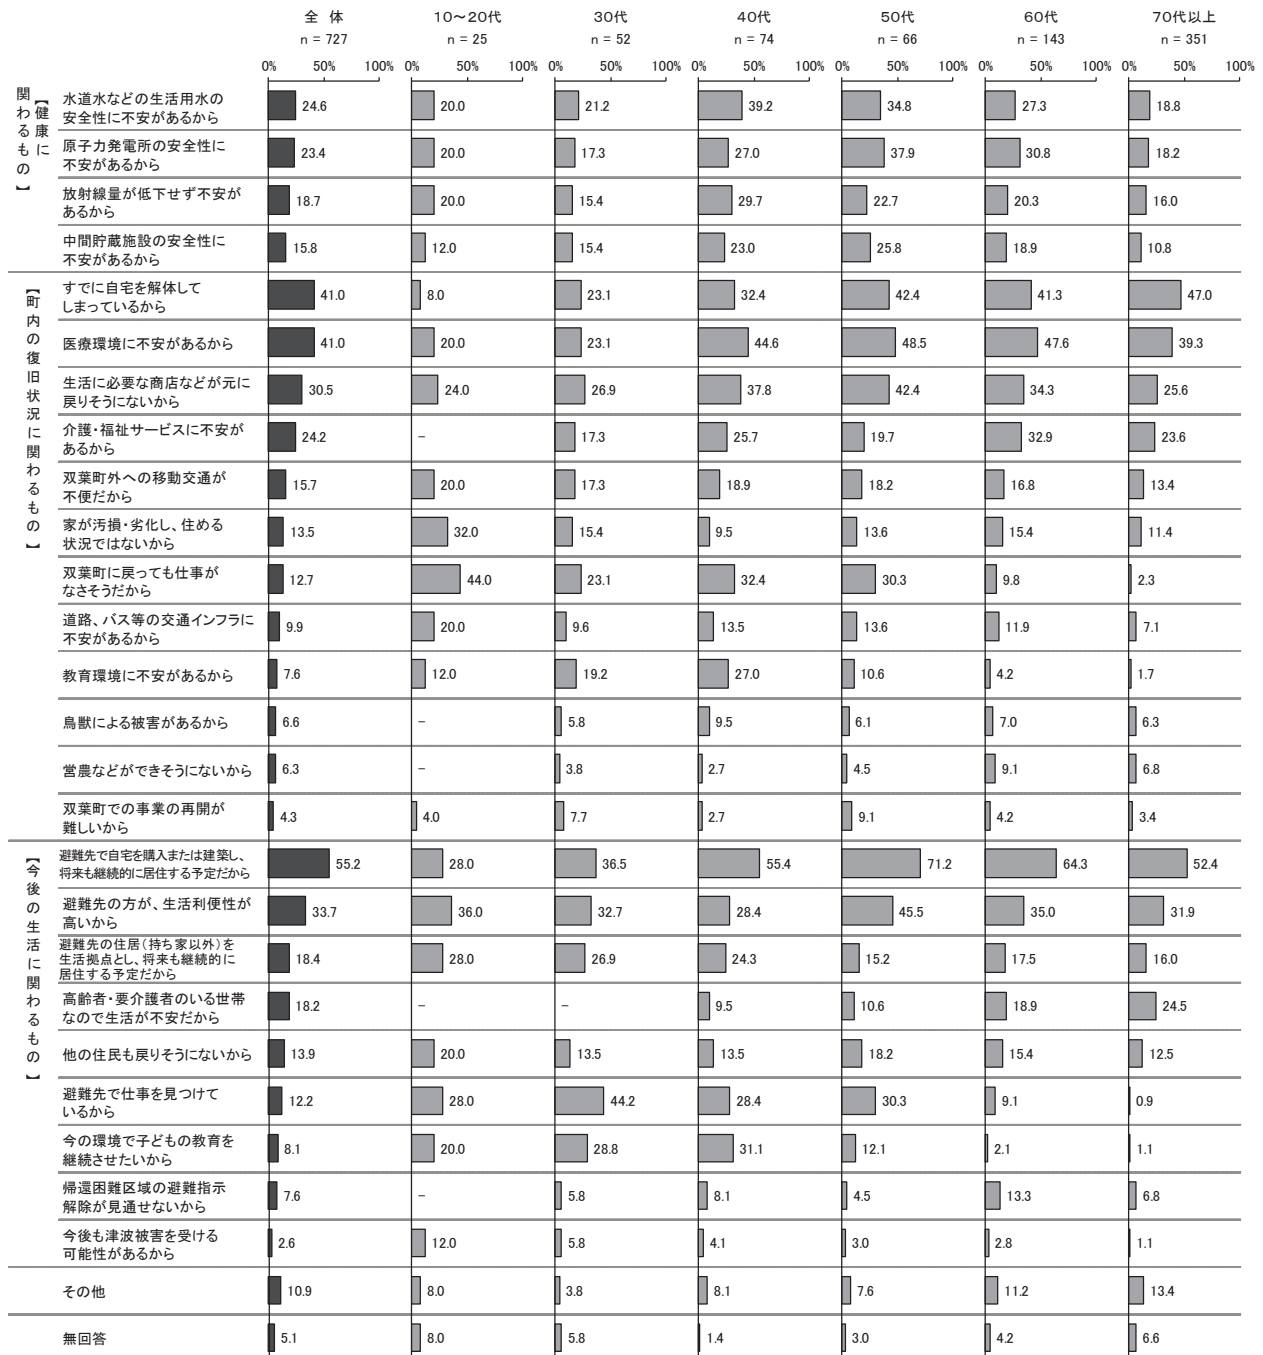 全 体 10～20代 30代 40代 50代 60代 70代以上
n = 727 n = 25 n = 52 n = 74 n = 66 n = 143 n = 351
0% 50% 100% 0% 50% 100% 0% 50% 100% 0% 50% 100% 0% 50% 100% 0% 50% 100% 0% 50% 100%
【健康に
関わるもの】
水道水などの生活用水の
安全性に不安があるから
24.6 20.0 21.2 39.2 34.8 27.3 18.8
原子力発電所の安全性に
不安があるから
23.4 20.0 17.3 27.0 37.9 30.8 18.2
放射線量が低下せず不安が
あるから
18.7 20.0 15.4 29.7 22.7 20.3 16.0
中間貯蔵施設の安全性に
不安があるから
15.8 12.0 15.4 23.0 25.8 18.9 10.8
【町内の復旧状況に関わるもの】
すでに自宅を解体して
しまっているから
41.0 8.0 23.1 32.4 42.4 41.3 47.0
医療環境に不安があるから
41.0 20.0 23.1 44.6 48.5 47.6 39.3
生活に必要な商店などが元に
戻りそうにないから
30.5 24.0 26.9 37.8 42.4 34.3 25.6
介護・福祉サービスに不安が
あるから
24.2 – 17.3 25.7 19.7 32.9 23.6
双葉町外への移動交通が
不便だから
15.7 20.0 17.3 18.9 18.2 16.8 13.4
家が汚損・劣化し、住める
状況ではないから
13.5 32.0 15.4 9.5 13.6 15.4 11.4
双葉町に戻っても仕事が
なさそうだから
12.7 44.0 23.1 32.4 30.3 9.8 2.3
道路、バス等の交通インフラに
不安があるから
9.9 20.0 9.6 13.5 13.6 11.9 7.1
教育環境に不安があるから
7.6 12.0 19.2 27.0 10.6 4.2 1.7
鳥獣による被害があるから
6.6 – 5.8 9.5 6.1 7.0 6.3
営農などができそうにないから
6.3 – 3.8 2.7 4.5 9.1 6.8
双葉町での事業の再開が
難しいから
4.3 4.0 7.7 2.7 9.1 4.2 3.4
【今後の生活に関わるもの】
避難先で自宅を購入または建築し、
将来も継続的に居住する予定だから
55.2 28.0 36.5 55.4 71.2 64.3 52.4
避難先の方が、生活利便性が
高いから
33.7 36.0 32.7 28.4 45.5 35.0 31.9
避難先の住居（持ち家以外）を
生活拠点とし、将来も継続的に
居住する予定だから
18.4 28.0 26.9 24.3 15.2 17.5 16.0
高齢者・要介護者のいる世帯
なので生活が不安だから
18.2 – – 9.5 10.6 18.9 24.5
他の住民も戻りそうにないから
13.9 20.0 13.5 13.5 18.2 15.4 12.5
避難先で仕事を見つけて
いるから
12.2 28.0 44.2 28.4 30.3 9.1 0.9
今の環境で子どもの教育を
継続させたいから
8.1 20.0 28.8 31.1 12.1 2.1 1.1
帰還困難区域の避難指示
解除が見通せないから
7.6 – 5.8 8.1 4.5 13.3 6.8
今後も津波被害を受ける
可能性があるから
2.6 12.0 5.8 4.1 3.0 2.8 1.1
その他
10.9 8.0 3.8 8.1 7.6 11.2 13.4
無回答
5.1 8.0 5.8 1.4 3.0 4.2 6.6